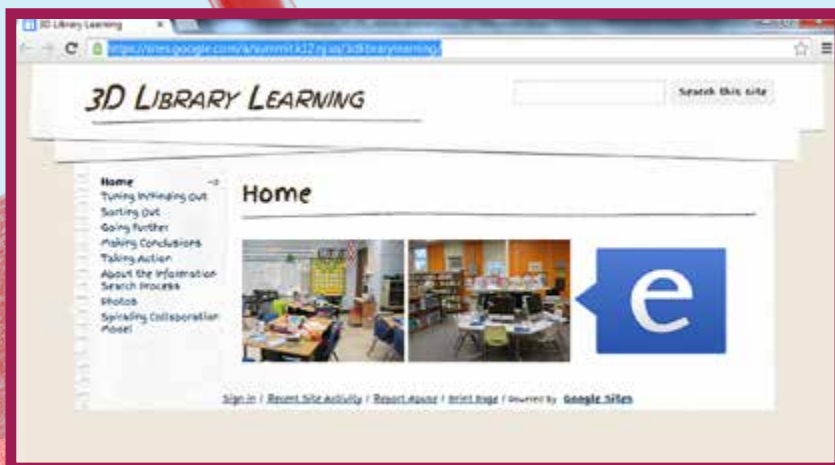 3D Library Learning
https://sites.google.com/a/summit.k12.nj.us/3dlibrarylearning/
3D LIBRARY LEARNING
Search this site
Home
Tuning In/Finding Out
Sorting Out
Going Further
Making Conclusions
Taking Action
About the Information
Search Process
Photos
Spiraling Collaboration
Model
Home
e
Sign in / Recent Site Activity / Report Abuse / Print Page / Powered by Google Sites